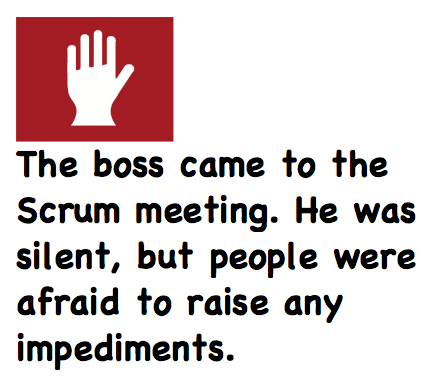 The boss came to the
Scrum meeting. He was
silent, but people were
afraid to raise any
impediments.